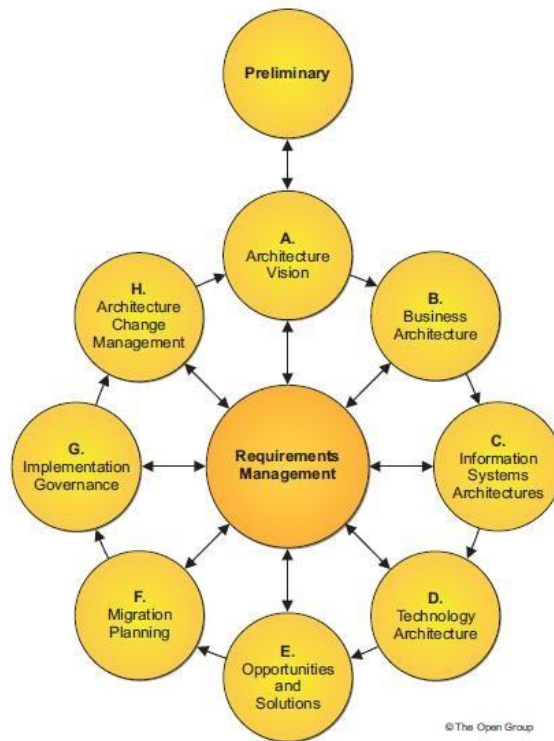 Preliminary
A.
Architecture
Vision
H.
Architecture
Change
Management
B.
Business
Architecture
G.
Implementation
Governance
Requirements
Management
C.
Information
Systems
Architectures
F.
Migration
Planning
D.
Technology
Architecture
E.
Opportunities
and
Solutions
©The Open Group